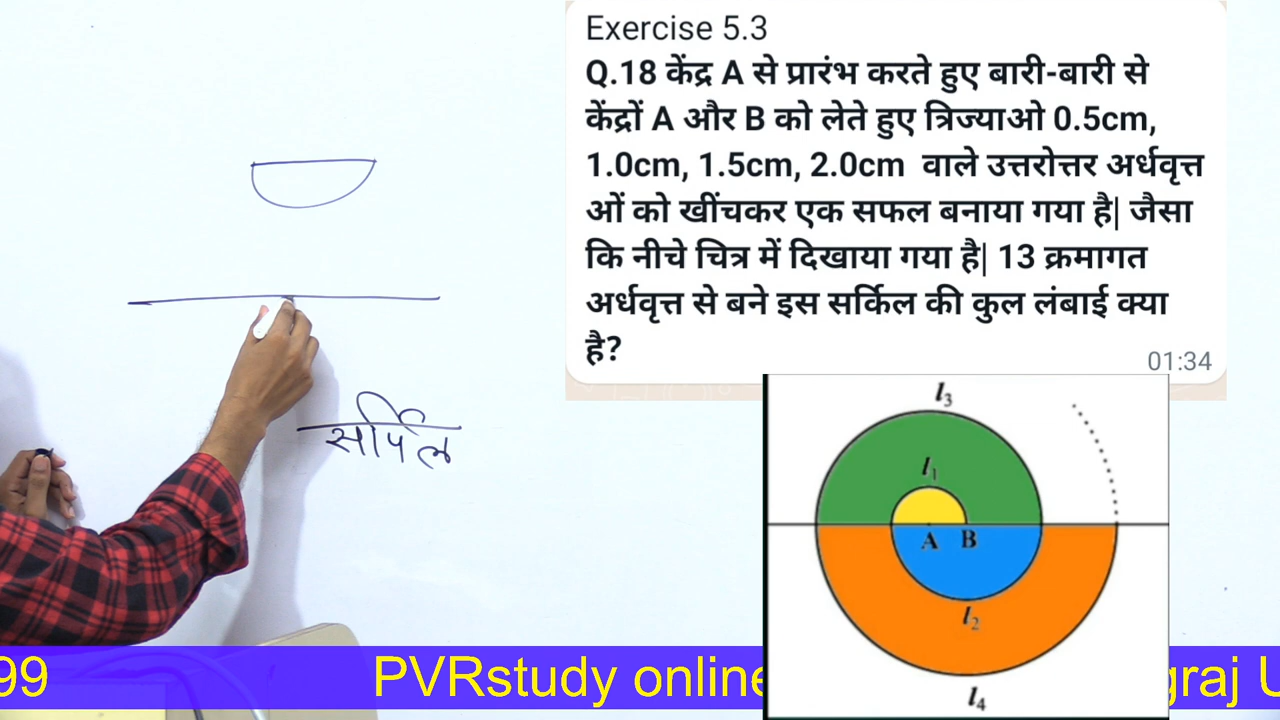 Exercise 5.3
Q.18 केंद्र A से प्रारंभ करते हुए बारी-बारी से
केंद्रों A और B को लेते हुए त्रिज्याओ 0.5cm,
1.0cm, 1.5cm, 2.0cm वाले उत्तरोत्तर अर्धवृत्त
ओं को खींचकर एक सफल बनाया गया है| जैसा
कि नीचे चित्र में दिखाया गया है| 13 क्रमागत
अर्धवृत्त से बने इस सर्किल की कुल लंबाई क्या
है?
01:34
सर्पिल
l₃
l₁
A B
l₂
l₄
99 PVRstudy online graj U